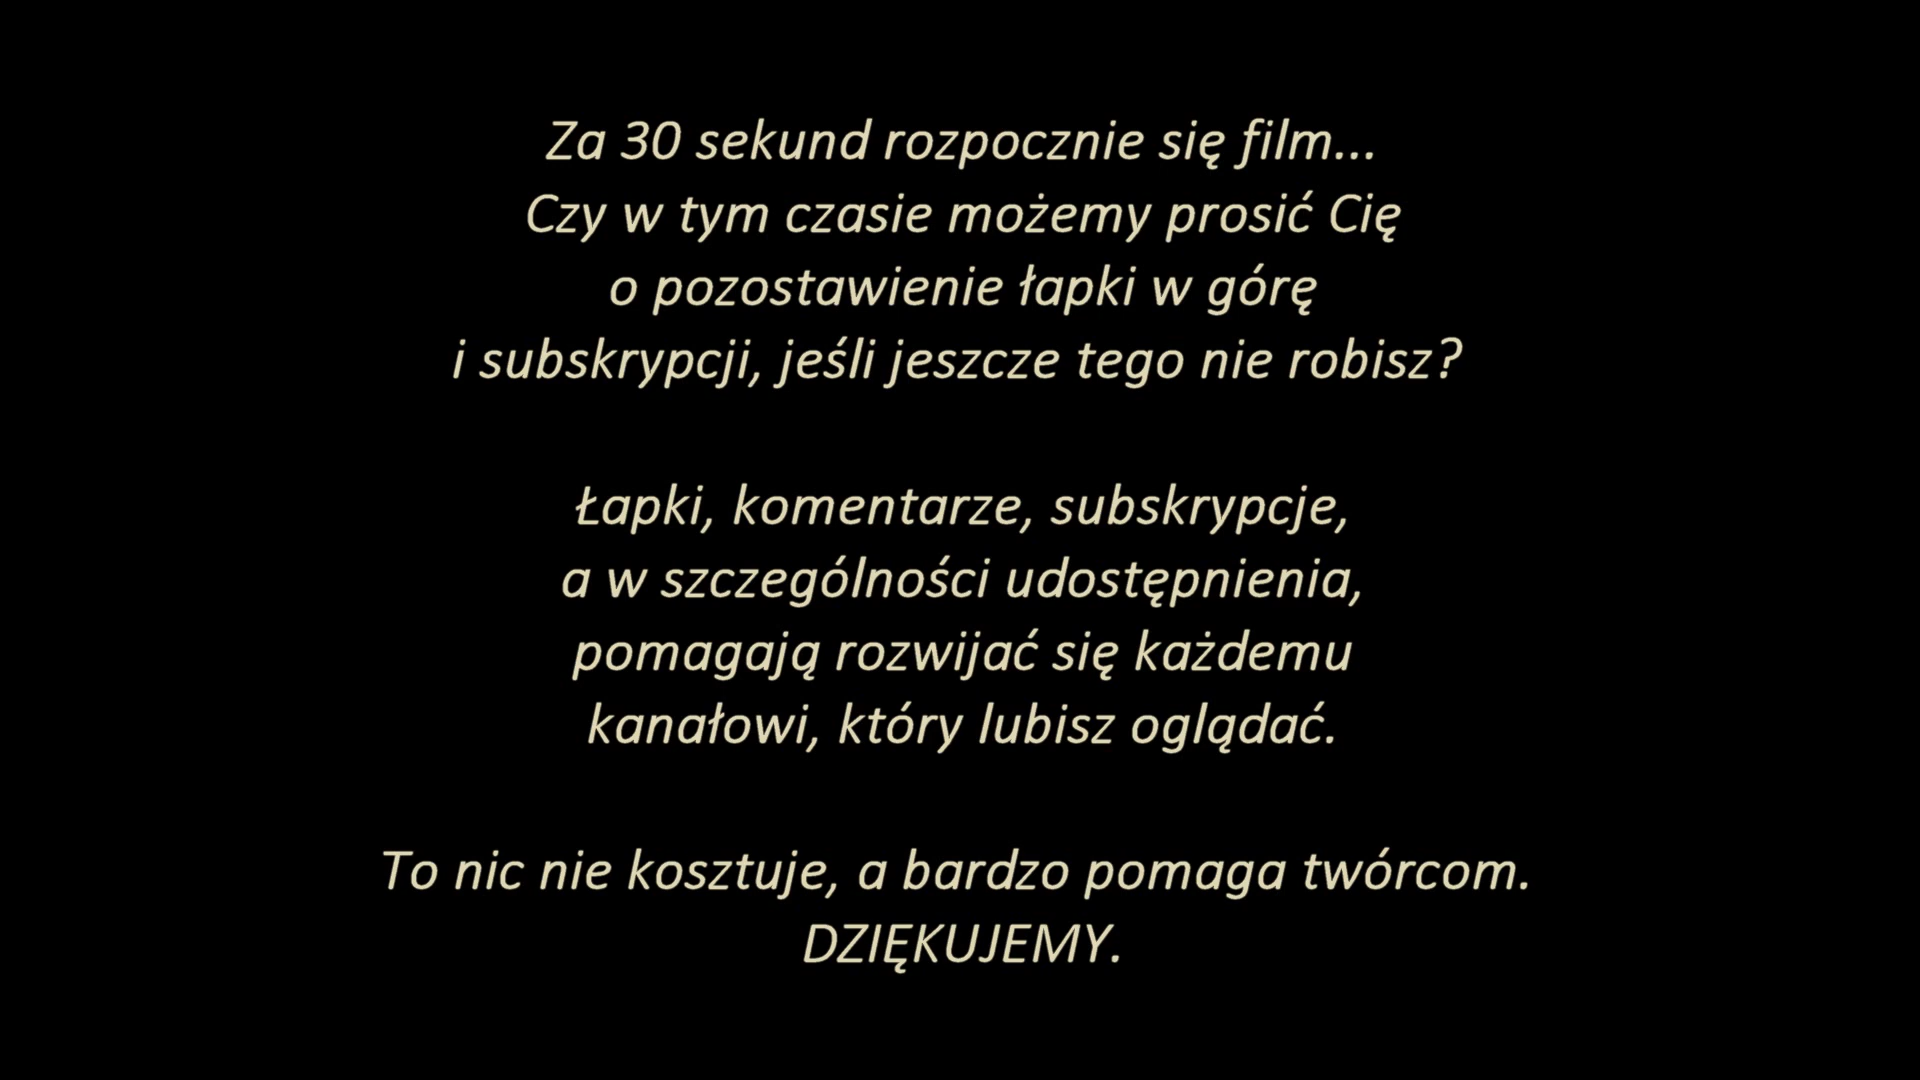 Za 30 sekund rozpocznie się film...
Czy w tym czasie możemy prosić Cię
o pozostawienie łapki w górę
i subskrypcji, jeśli jeszcze tego nie robisz?
Łapki, komentarze, subskrypcje,
a w szczególności udostępnienia,
pomagają rozwijać się każdemu
kanałowi, który lubisz oglądać.
To nic nie kosztuje, a bardzo pomaga twórcom.
DZIĘKUJEMY.